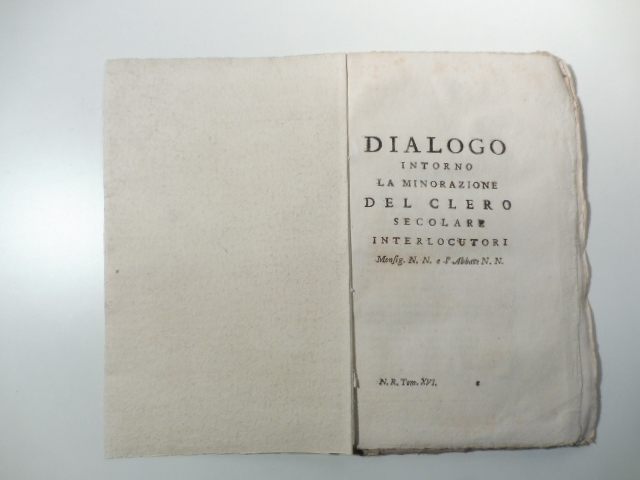 DIALOGO
INTORNO
LA MINORAZIONE
DEL CLERO
SECOLARE
INTERLOCUTORI
Monsig. N. N. e l' Abbate N. N.
N. R. Tom. XVI. e